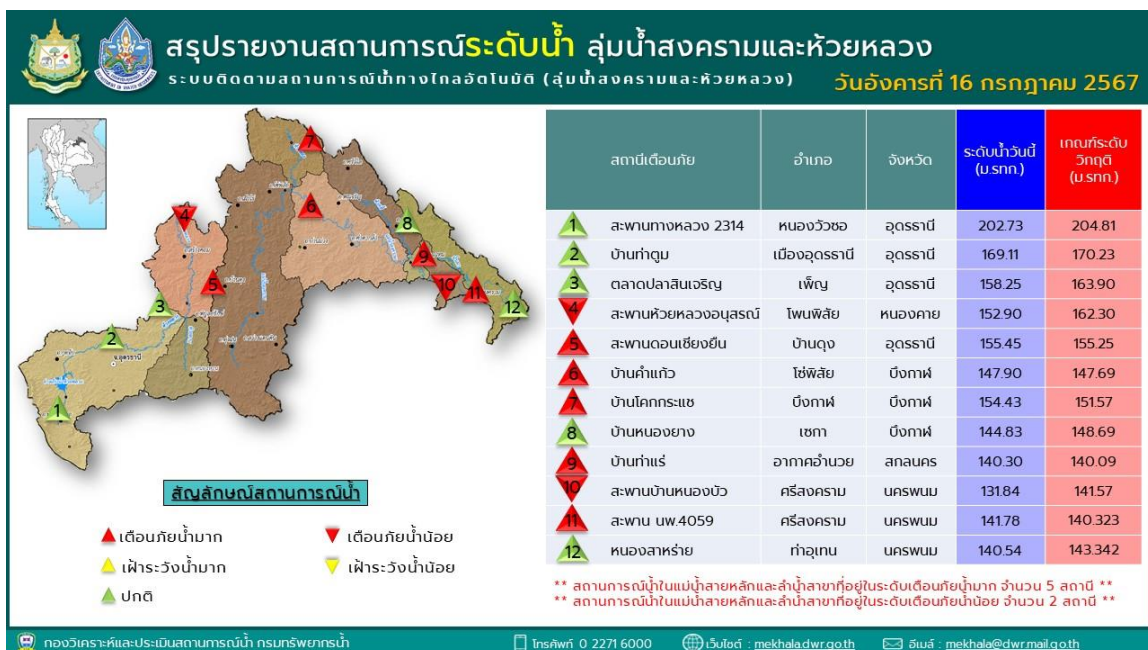 สรุปรายงานสถานการณ์ระดับน้ำ ลุ่มน้ำสงครามและห้วยหลวง
ระบบติดตามสถานการณ์น้ำทางไกลอัตโนมัติ (ลุ่มน้ำสงครามและห้วยหลวง)
วันอังคารที่ 16 กรกฎาคม 2567
สถานีเตือนภัย อำเภอ จังหวัด ระดับน้ำวันนี้ (ม.รทก.) เกณฑ์ระดับวิกฤติ (ม.รทก.)
1 สะพานทางหลวง 2314 หนองวัวซอ อุดรธานี 202.73 204.81
2 บ้านท่าตูม เมืองอุดรธานี อุดรธานี 169.11 170.23
3 ตลาดปลาสินเจริญ เพ็ญ อุดรธานี 158.25 163.90
4 สะพานห้วยหลวงอนุสรณ์ โพนพิสัย หนองคาย 152.90 162.30
5 สะพานดอนเชียงยืน บ้านดุง อุดรธานี 155.45 155.25
6 บ้านคำแก้ว โซ่พิสัย บึงกาฬ 147.90 147.69
7 บ้านโคกกระแซ บึงกาฬ บึงกาฬ 154.43 151.57
8 บ้านหนองยาง เซกา บึงกาฬ 144.83 148.69
9 บ้านท่าแร่ อากาศอำนวย สกลนคร 140.30 140.09
10 สะพานบ้านหนองบัว ศรีสงคราม นครพนม 131.84 141.57
11 สะพาน นพ.4059 ศรีสงคราม นครพนม 141.78 140.323
12 หนองสาหร่าย ท่าอุเทน นครพนม 140.54 143.342
7
6
4
8
9
5
10
11
3
12
2
จ.อุดรธานี
1
สัญลักษณ์สถานการณ์น้ำ
เตือนภัยน้ำมาก เตือนภัยน้ำน้อย
เฝ้าระวังน้ำมาก เฝ้าระวังน้ำน้อย
ปกติ
** สถานการณ์น้ำในแม่น้ำสายหลักและลำน้ำสาขาที่อยู่ในระดับเตือนภัยน้ำมาก จำนวน 5 สถานี **
** สถานการณ์น้ำในแม่น้ำสายหลักและลำน้ำสาขาที่อยู่ในระดับเตือนภัยน้ำน้อย จำนวน 2 สถานี **
กองวิเคราะห์และประเมินสถานการณ์น้ำ กรมทรัพยากรน้ำ โทรศัพท์ 0 2271 6000 เว็บไซต์ : mekhala.dwr.go.th อีเมล์ : mekhala@dwr.mail.go.th